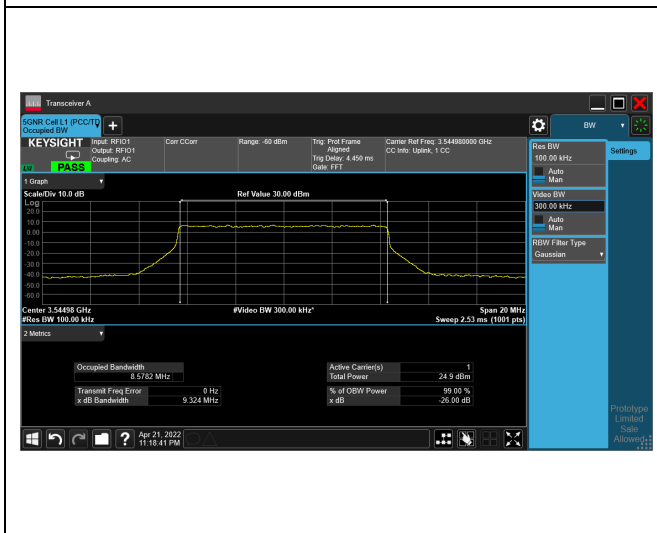 Transceiver A
5GNR Cell L1 (PCC/TD
Occupied BW
BW
KEYSIGHT
Input: RFIO1
Output: RFIO1
Coupling: AC
Corr CCorr
Range: -60 dBm
Trig: Prot Frame
Aligned
Trig Delay: 4.450 ms
Gate: FFT
Carrier Ref Freq: 3.544980000 GHz
CC Info: Uplink, 1 CC
PASS
Res BW
100.00 kHz
Auto
Man
Video BW
300.00 kHz
Auto
Man
RBW Filter Type
Gaussian
Settings
1 Graph
Scale/Div 10.0 dB
Ref Value 30.00 dBm
Log
20.0
10.0
0.00
-10.0
-20.0
-30.0
-40.0
-50.0
-60.0
Center 3.54498 GHz
#Video BW 300.00 kHz*
Span 20 MHz
#Res BW 100.00 kHz
Sweep 2.53 ms (1001 pts)
2 Metrics
Occupied Bandwidth
8.5782 MHz
Active Carrier(s) 1
Total Power 24.9 dBm
Transmit Freq Error 0 Hz
x dB Bandwidth 9.324 MHz
% of OBW Power 99.00 %
x dB -26.00 dB
Prototype
Limited
Sale
Allowed
Apr 21, 2022
11:18:41 PM